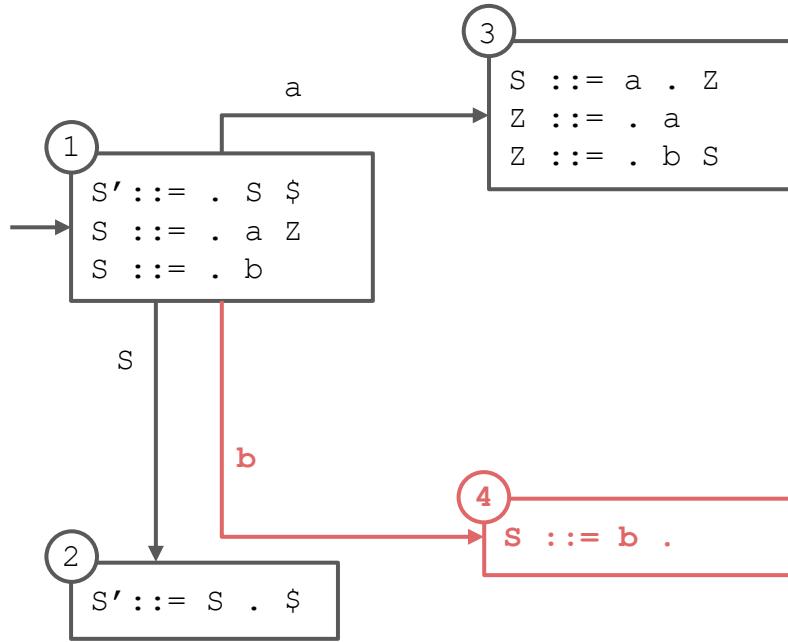 3
S ::= a . Z
Z ::= . a
Z ::= . b S
a
1
S'::= . S $
S ::= . a Z
S ::= . b
S
b
4
S ::= b .
2
S'::= S . $